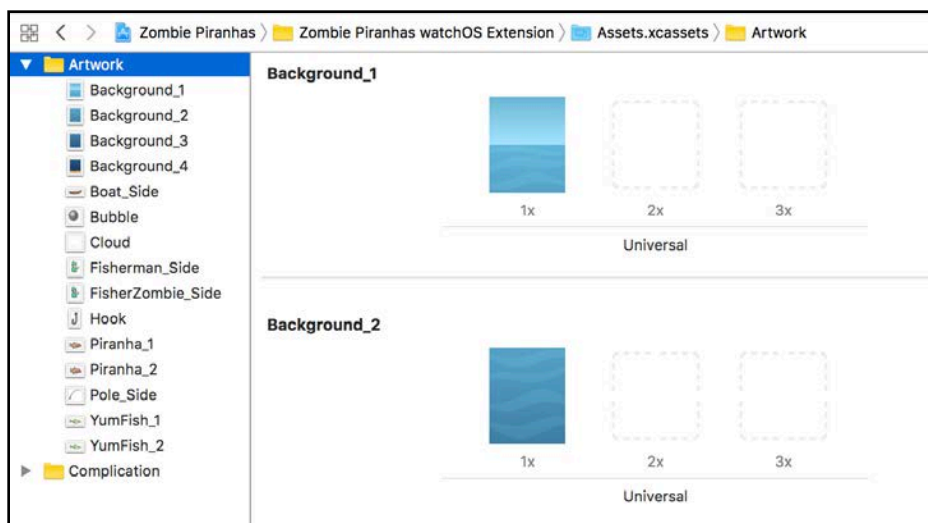 Zombie Piranhas 〉 Zombie Piranhas watchOS Extension 〉 Assets.xcassets 〉 Artwork
Artwork
Background_1
Background_2
Background_3
Background_4
Boat_Side
Bubble
Cloud
Fisherman_Side
FisherZombie_Side
Hook
Piranha_1
Piranha_2
Pole_Side
YumFish_1
YumFish_2
Complication
Background_1
1x 2x 3x
Universal
Background_2
1x 2x 3x
Universal